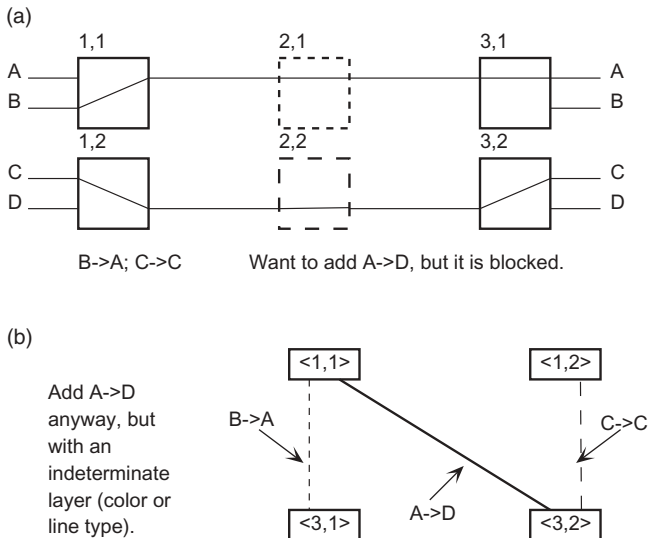 (a)
1,1 2,1 3,1
A A
B B
1,2 2,2 3,2
C C
D D
B->A; C->C Want to add A->D, but it is blocked.
(b)
<1,1> <1,2>
Add A->D
anyway, but
with an
indeterminate
layer (color or
line type).
B->A C->C
A->D
<3,1> <3,2>